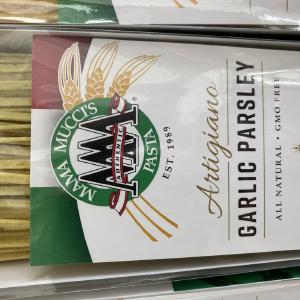 MAMA MUCCI'S
PASTA
AUTHENTIC
®
EST. 1989
Artigiano
GARLIC PARSLEY
ALL NATURAL • GMO FREE